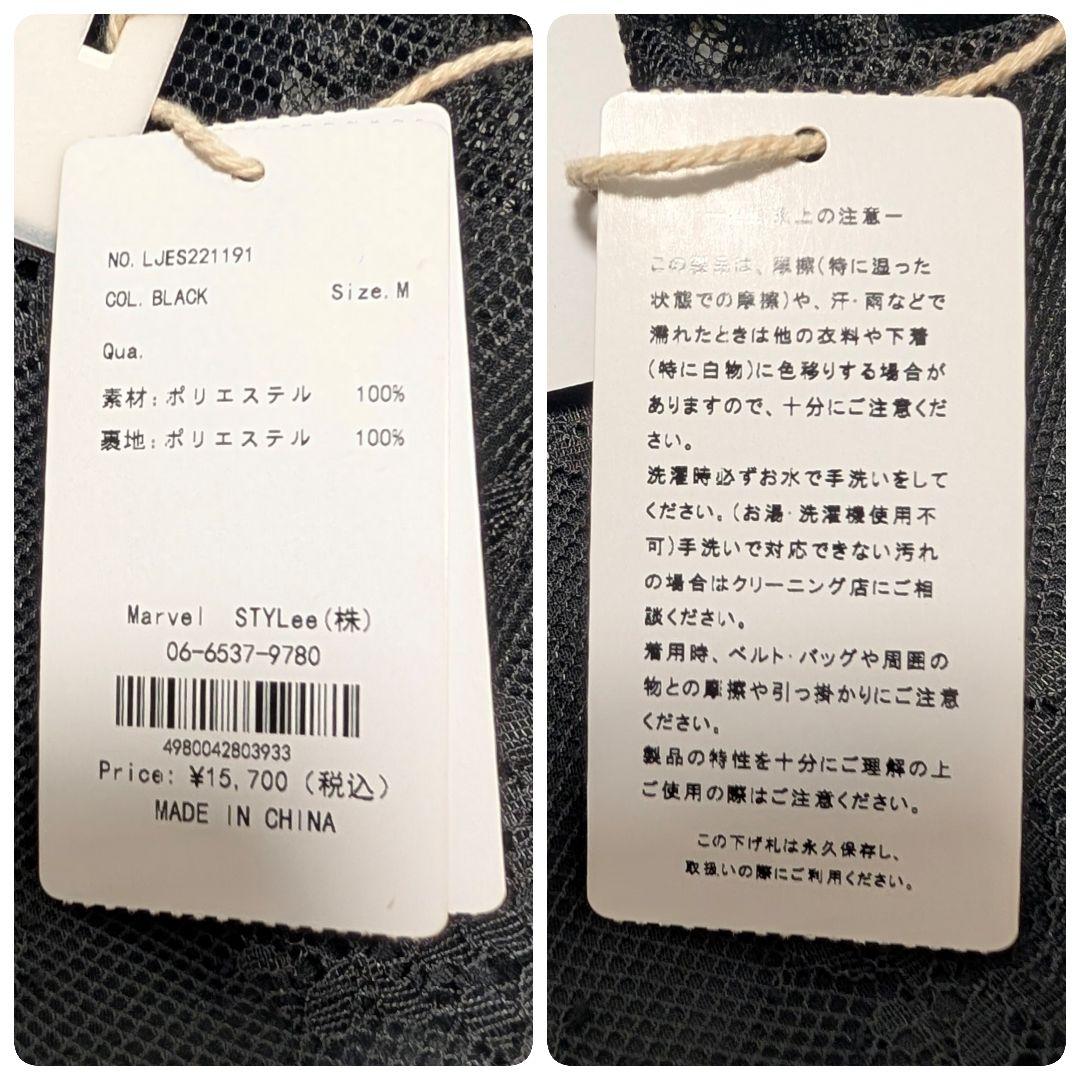 NO. LJES221191
COL. BLACK Size. M
Qua.
素材: ポリエステル 100%
裏地: ポリエステル 100%
Marvel STYLee(株)
06-6537-9780
4980042803933
Price: ¥15,700 (税込)
MADE IN CHINA
上の注意ー
この製品は、摩擦(特に湿った
状態での摩擦)や、汗・雨などで
濡れたときは他の衣料や下着
(特に白物)に色移りする場合が
ありますので、十分にご注意くだ
さい。
洗濯時必ずお水で手洗いをして
ください。(お湯・洗濯機使用不
可)手洗いで対応できない汚れ
の場合はクリーニング店にご相
談ください。
着用時、ベルト・バッグや周囲の
物との摩擦や引っ掛かりにご注意
ください。
製品の特性を十分にご理解の上
ご使用の際はご注意ください。
この下げ札は永久保存し、
取扱いの際にご利用ください。